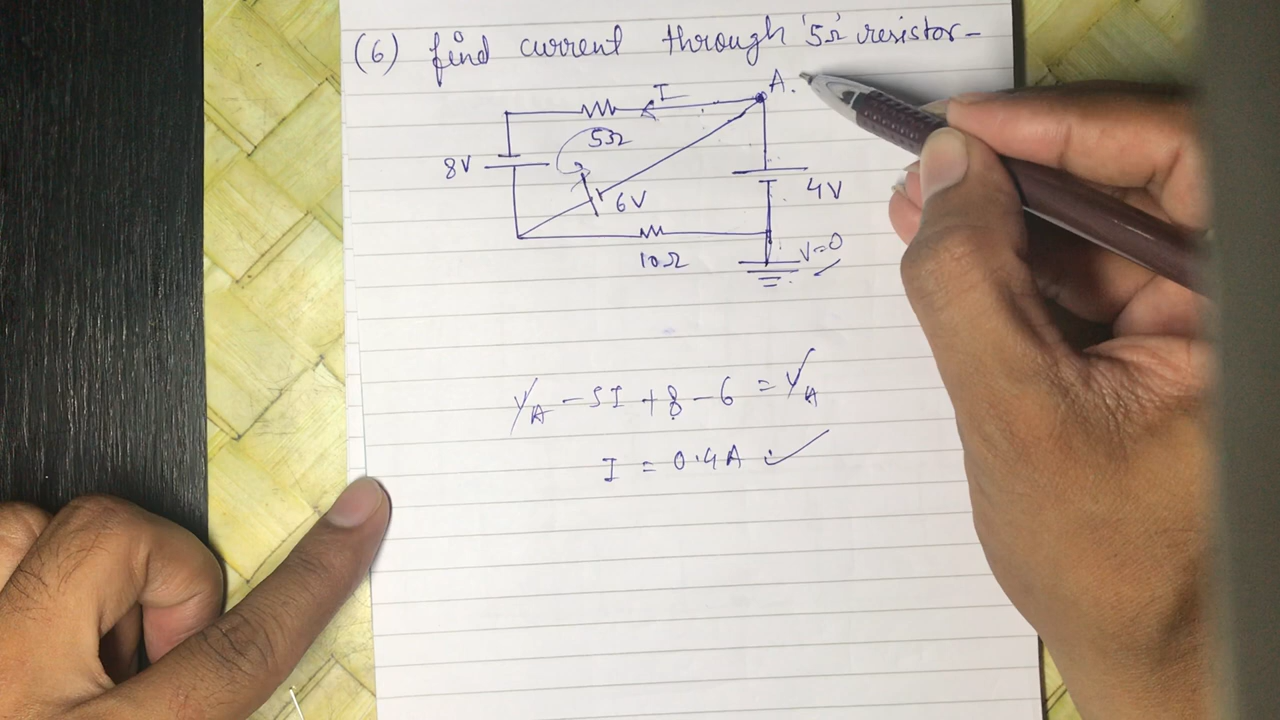 (6) find current through '5Ω' resistor -
I
A.
5Ω
8V
6V
4V
10Ω
V=0
V_A - 5I + 8 - 6 = V_A
I = 0.4A